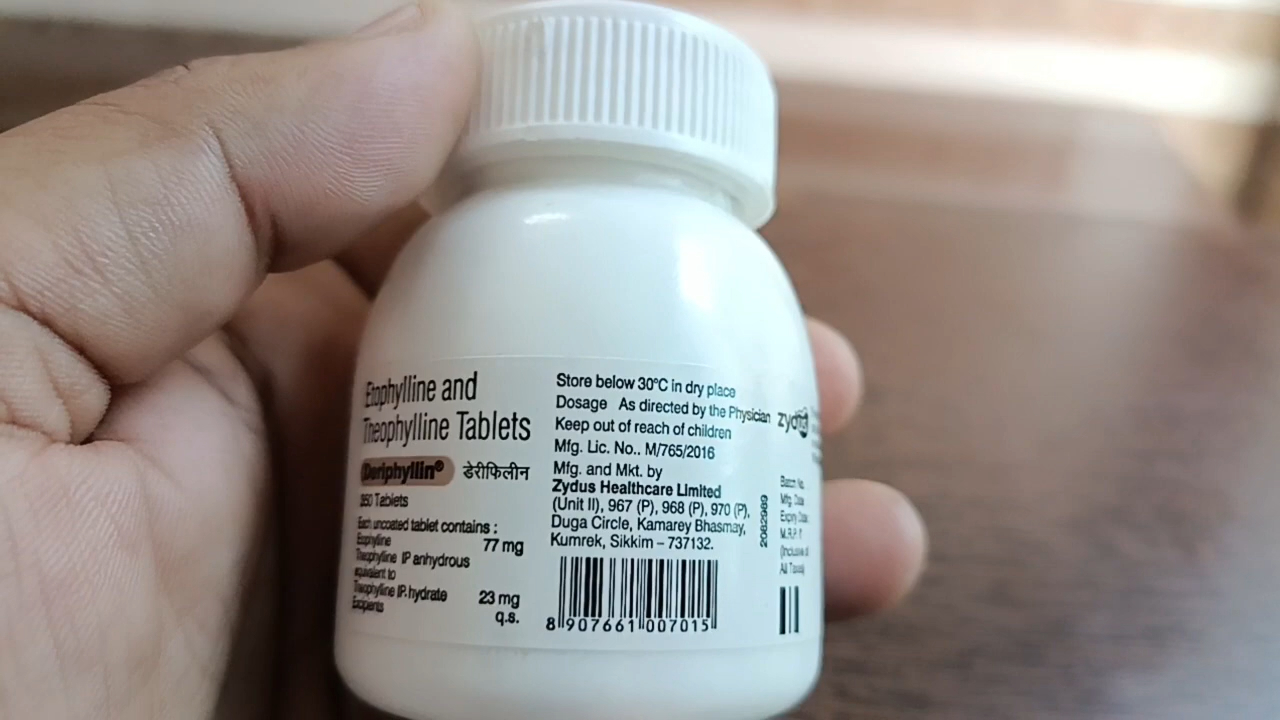 Etophylline and
Theophylline Tablets
Deriphyllin® डेरीफिलीन
350 Tablets
Each uncoated tablet contains :
Etophylline 77 mg
Theophylline IP anhydrous
equivalent to
Theophylline IP. hydrate 23 mg
Excipients q.s.
Store below 30°C in dry place
Dosage As directed by the Physician
Keep out of reach of children
Mfg. Lic. No.. M/765/2016
Mfg. and Mkt. by
Zydus Healthcare Limited
(Unit II), 967 (P), 968 (P), 970 (P),
Duga Circle, Kamarey Bhasmay,
Kumrek, Sikkim – 737132.
8 907661 007015
2082989
zydus
Batch No.
Mfg. Date
Expiry Date
M.R.P. ₹
(Inclusive of
All Taxes)